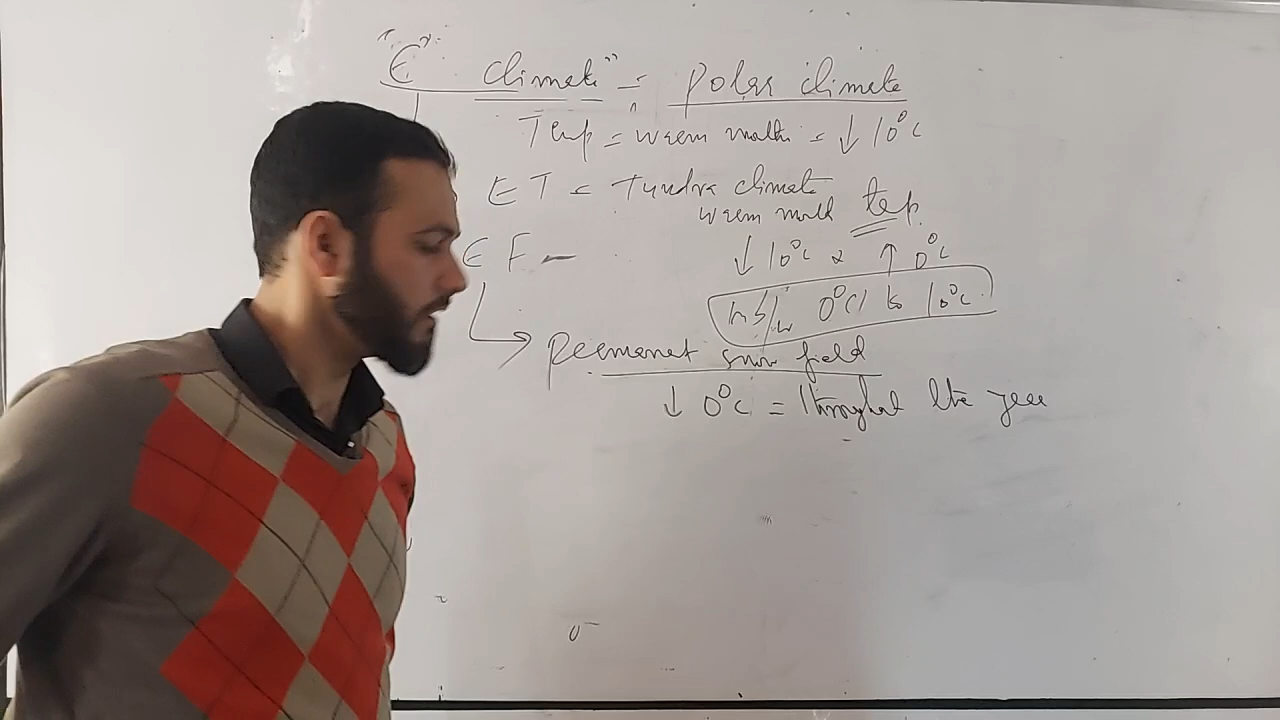 "E" climate" = polar climate
Temp = warm month = ↓ 10°C
ET = Tundra climate
warm month temp.
↓ 10°C & ↑ 0°C
EF -
0°C to 10°C
Permanent snow field
↓ 0°C = throughout the year